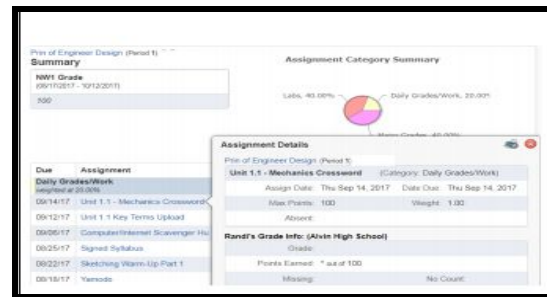 Prin of Engineer Design (Period 1)
Summary
Assignment Category Summary
NW1 Grade
(08/17/2017 - 10/12/2017)
100
Labs, 40.00%
Daily Grades/Work, 20.00%
Major Grades, 40.00%
Assignment Details
Prin of Engineer Design (Period 1)
Unit 1.1 - Mechanics Crossword (Category: Daily Grades/Work)
Assign Date: Thu Sep 14, 2017 Date Due: Thu Sep 14, 2017
Max Points: 100 Weight: 1.00
Absent:
Randi's Grade Info: (Alvin High School)
Grade:
Points Earned: * out of 100
Missing: No Count:
Due Assignment
Daily Grades/Work
weighted at 20.00%
09/14/17 Unit 1.1 - Mechanics Crossword
09/12/17 Unit 1.1 Key Terms Upload
09/06/17 Computer/Internet Scavenger Hu
08/25/17 Signed Syllabus
08/22/17 Sketching Warm-Up Part 1
08/18/17